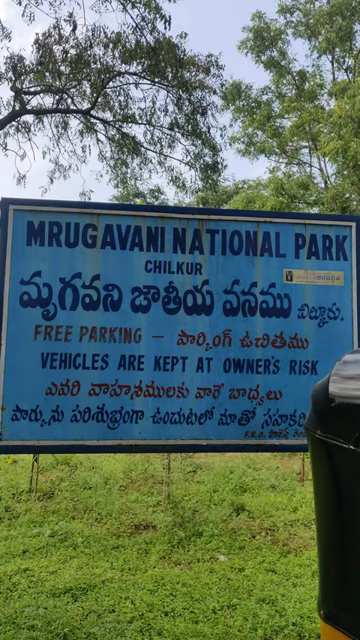 MRUGAVANI NATIONAL PARK
CHILKUR
మృగవని జాతీయ వనము చిల్కూరు.
FREE PARKING – పార్కింగ్ ఉచితము
VEHICLES ARE KEPT AT OWNER'S RISK
ఎవరి వాహనములకు వారే బాధ్యులు
పార్కును పరిశుభ్రంగా ఉంచుటలో మాతో